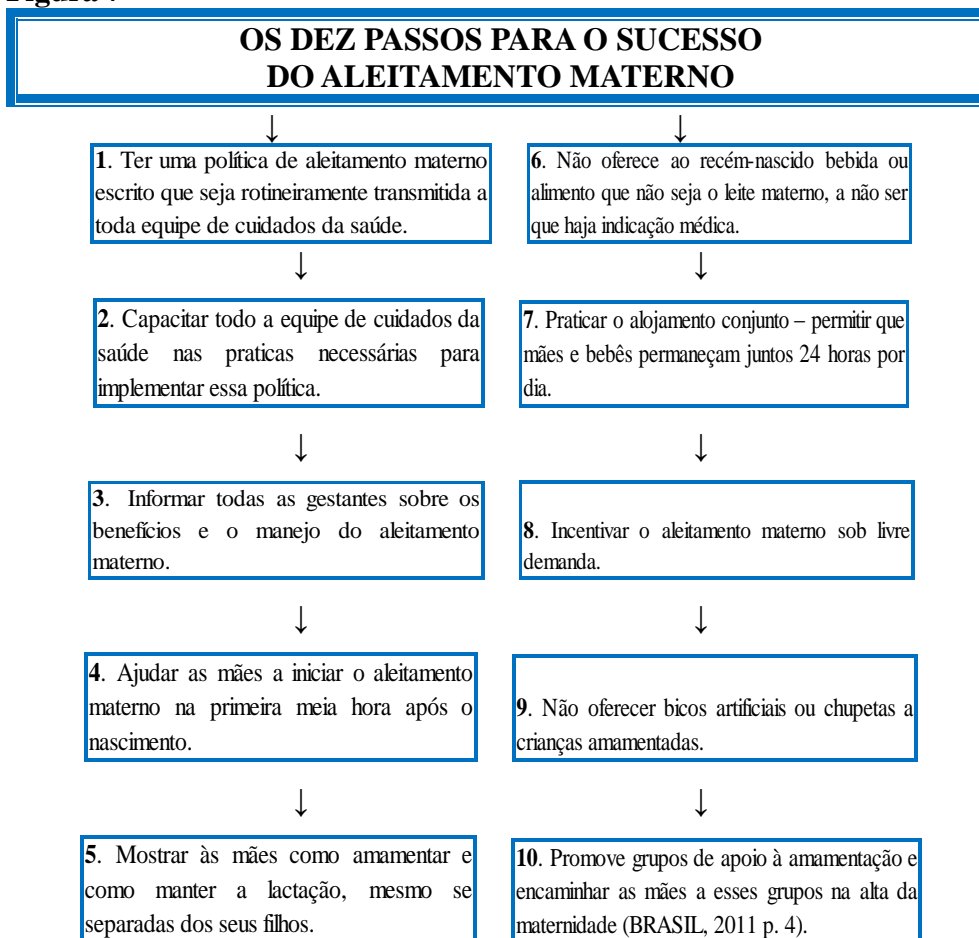 OS DEZ PASSOS PARA O SUCESSO
DO ALEITAMENTO MATERNO
1. Ter uma política de aleitamento materno
escrito que seja rotineiramente transmitida a
toda equipe de cuidados da saúde.
2. Capacitar todo a equipe de cuidados da
saúde nas praticas necessárias para
implementar essa política.
3. Informar todas as gestantes sobre os
benefícios e o manejo do aleitamento
materno.
4. Ajudar as mães a iniciar o aleitamento
materno na primeira meia hora após o
nascimento.
5. Mostrar às mães como amamentar e
como manter a lactação, mesmo se
separadas dos seus filhos.
6. Não oferece ao recém-nascido bebida ou
alimento que não seja o leite materno, a não ser
que haja indicação médica.
7. Praticar o alojamento conjunto – permitir que
mães e bebês permaneçam juntos 24 horas por
dia.
8. Incentivar o aleitamento materno sob livre
demanda.
9. Não oferecer bicos artificiais ou chupetas a
crianças amamentadas.
10. Promove grupos de apoio à amamentação e
encaminhar as mães a esses grupos na alta da
maternidade (BRASIL, 2011 p. 4).